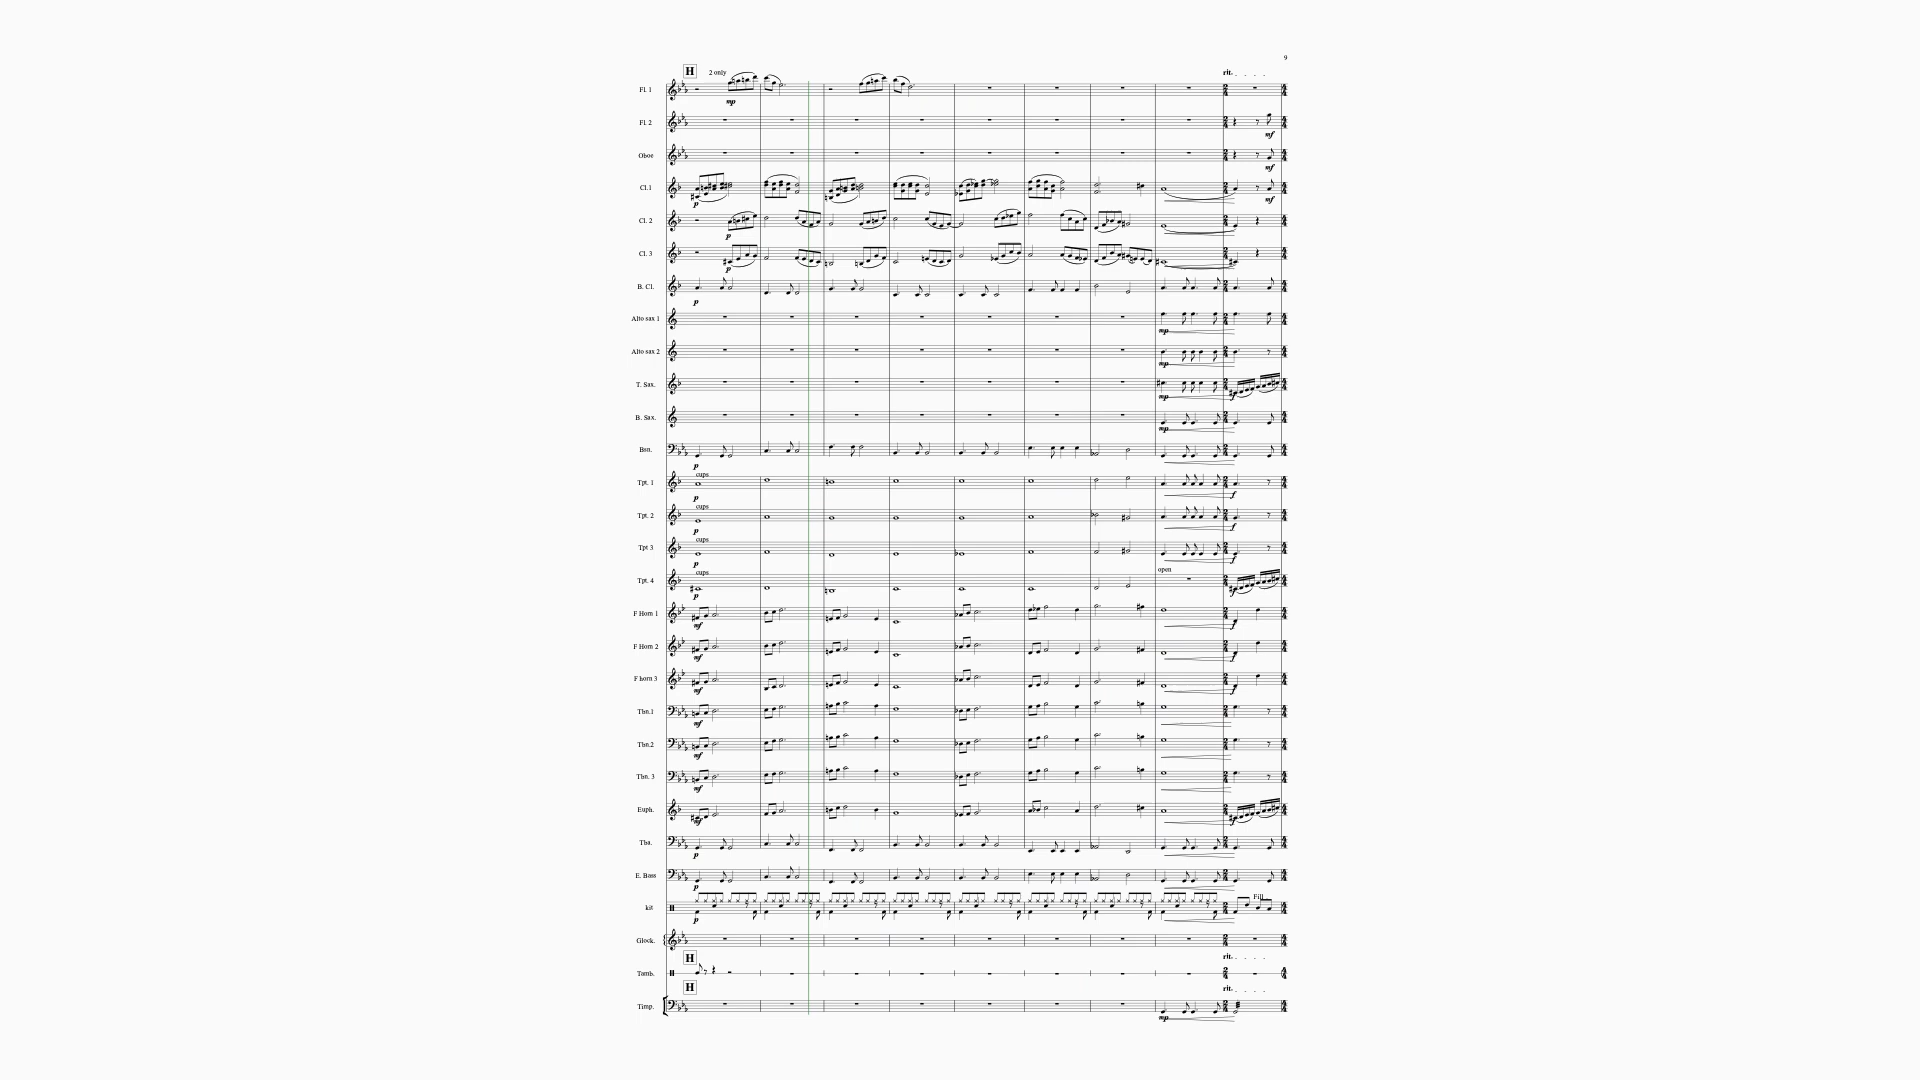 9
H 2 only rit.
Fl. 1
mp
Fl. 2
mf
Oboe
mf
Cl.1
p mf
Cl. 2
p
Cl. 3
p
B. Cl.
p
Alto sax 1
mp
Alto sax 2
mp
T. Sax.
mp f
B. Sax.
mp
Bsn.
p
cups
Tpt. 1
p f
cups
Tpt. 2
p f
cups
Tpt 3
p f
cups open
Tpt. 4
p f
F Horn 1
mf f
F Horn 2
mf f
F horn 3
mf f
Tbn.1
mf
Tbn.2
mf
Tbn. 3
mf
Euph.
mf f
Tba.
p
E. Bass
p
Fill
kit
p
Glock.
H rit.
Tamb.
H rit.
Timp.
mp